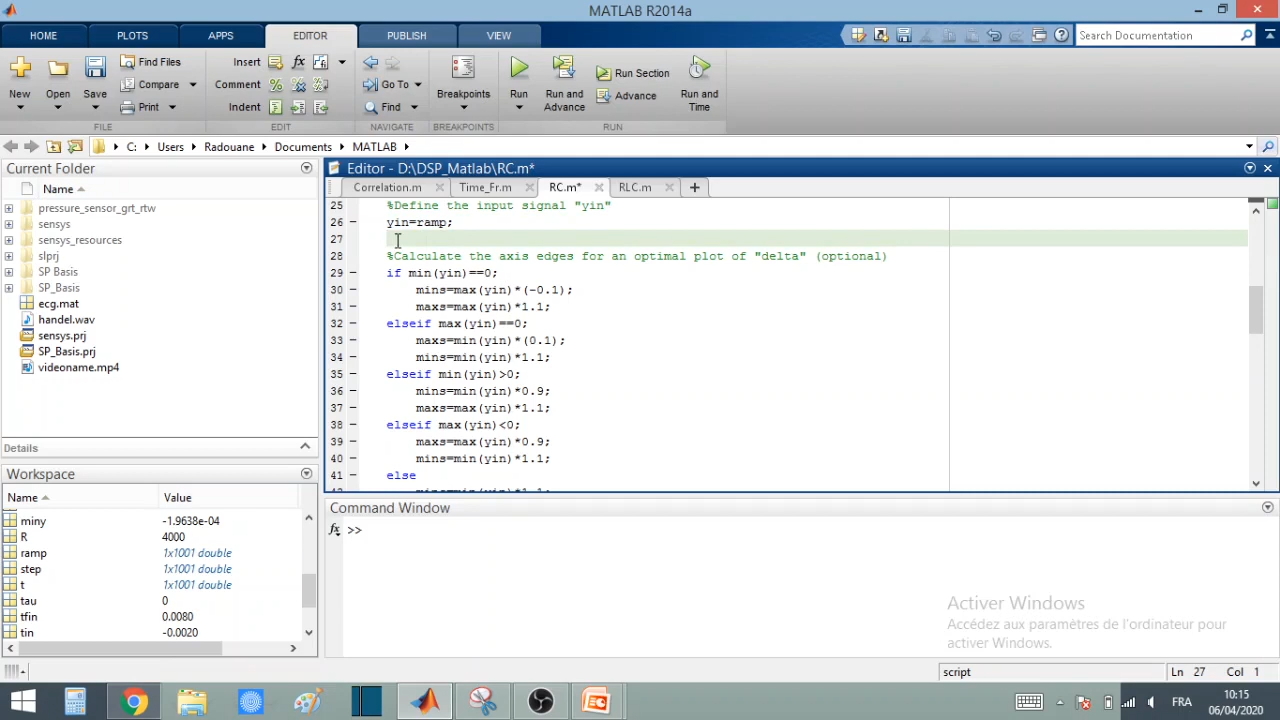 MATLAB R2014a
HOME PLOTS APPS EDITOR PUBLISH VIEW
Search Documentation
New Open Save Find Files Compare Print
Insert Comment Indent
Go To Find
Breakpoints
Run Run and Advance Run Section Advance Run and Time
FILE EDIT NAVIGATE BREAKPOINTS RUN
C: Users Radouane Documents MATLAB
Current Folder
Name
pressure_sensor_grt_rtw
sensys
sensys_resources
slprj
SP Basis
SP_Basis
ecg.mat
handel.wav
sensys.prj
SP_Basis.prj
videoname.mp4
Details
Workspace
Name Value
miny -1.9638e-04
R 4000
ramp 1x1001 double
step 1x1001 double
t 1x1001 double
tau 0
tfin 0.0080
tin -0.0020
Editor - D:\DSP_Matlab\RC.m*
Correlation.m Time_Fr.m RC.m* RLC.m
25 %Define the input signal "yin"
26 yin=ramp;
27
28 %Calculate the axis edges for an optimal plot of "delta" (optional)
29 if min(yin)==0;
30 mins=max(yin)*(-0.1);
31 maxs=max(yin)*1.1;
32 elseif max(yin)==0;
33 maxs=min(yin)*(0.1);
34 mins=min(yin)*1.1;
35 elseif min(yin)>0;
36 mins=min(yin)*0.9;
37 maxs=max(yin)*1.1;
38 elseif max(yin)<0;
39 maxs=max(yin)*0.9;
40 mins=min(yin)*1.1;
41 else
Command Window
fx >>
Activer Windows
Accédez aux paramètres de l'ordinateur pour
activer Windows.
script Ln 27 Col 1
FRA
10:15
06/04/2020